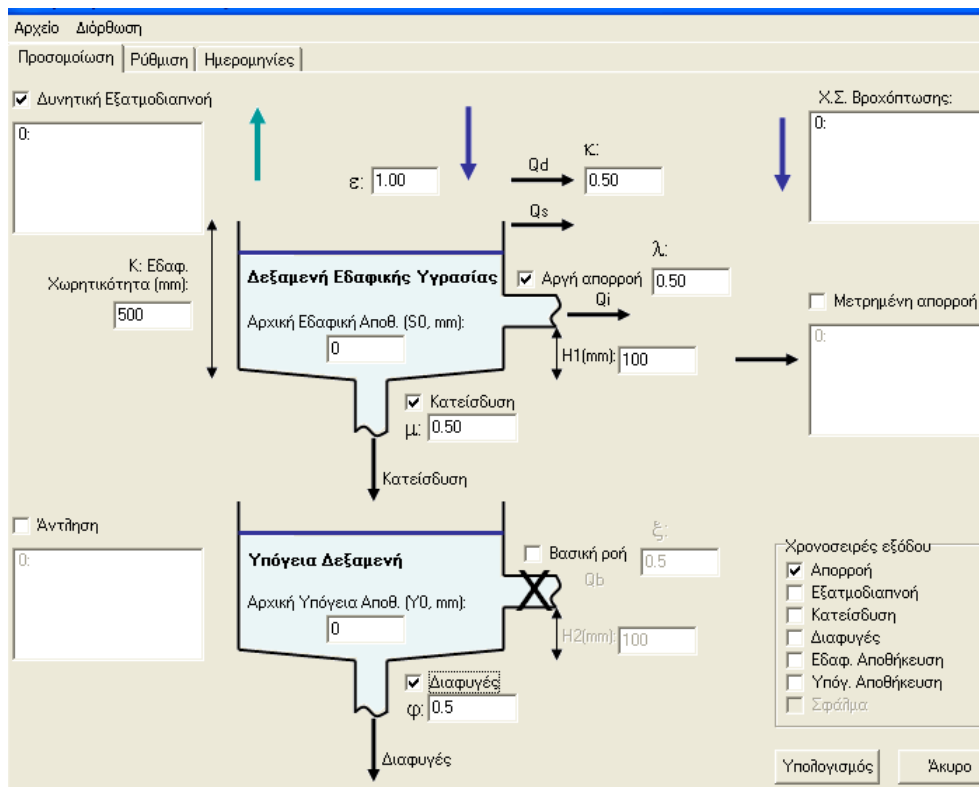 Αρχείο Διόρθωση
Προσομοίωση Ρύθμιση Ημερομηνίες
Δυνητική Εξατμοδιαπνοή
0:
ε: 1.00
Qd
κ:
0.50
Qs
Χ.Σ. Βροχόπτωσης:
0:
Κ: Εδαφ.
Χωρητικότητα (mm):
500
Δεξαμενή Εδαφικής Υγρασίας
Αρχική Εδαφική Αποθ. (S0, mm):
0
λ:
Αργή απορροή 0.50
Qi
H1(mm): 100
Μετρημένη απορροή
0:
Κατείσδυση
μ: 0.50
Κατείσδυση
Άντληση
0:
Υπόγεια Δεξαμενή
Αρχική Υπόγεια Αποθ. (Y0, mm):
0
ξ:
Βασική ροή 0.5
Qb
H2(mm): 100
Διαφυγές
φ: 0.5
Διαφυγές
Χρονοσειρές εξόδου
Απορροή
Εξατμοδιαπνοή
Κατείσδυση
Διαφυγές
Εδαφ. Αποθήκευση
Υπόγ. Αποθήκευση
Σφάλμα
Υπολογισμός Άκυρο